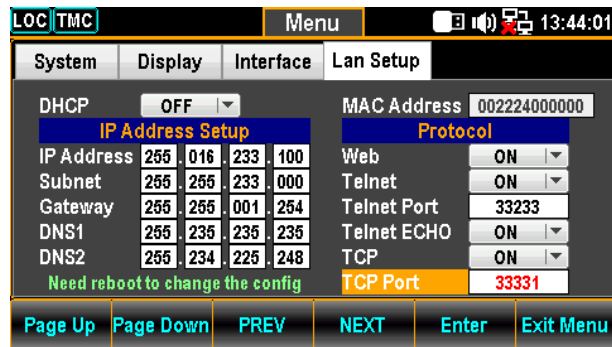 LOC TMC Menu 13:44:01
System Display Interface Lan Setup
DHCP OFF MAC Address 002224000000
IP Address Setup Protocol
IP Address 255 . 016 . 233 . 100 Web ON
Subnet 255 . 255 . 233 . 000 Telnet ON
Gateway 255 . 255 . 001 . 254 Telnet Port 33233
DNS1 255 . 235 . 235 . 235 Telnet ECHO ON
DNS2 255 . 234 . 225 . 248 TCP ON
Need reboot to change the config TCP Port 33331
Page Up Page Down PREV NEXT Enter Exit Menu